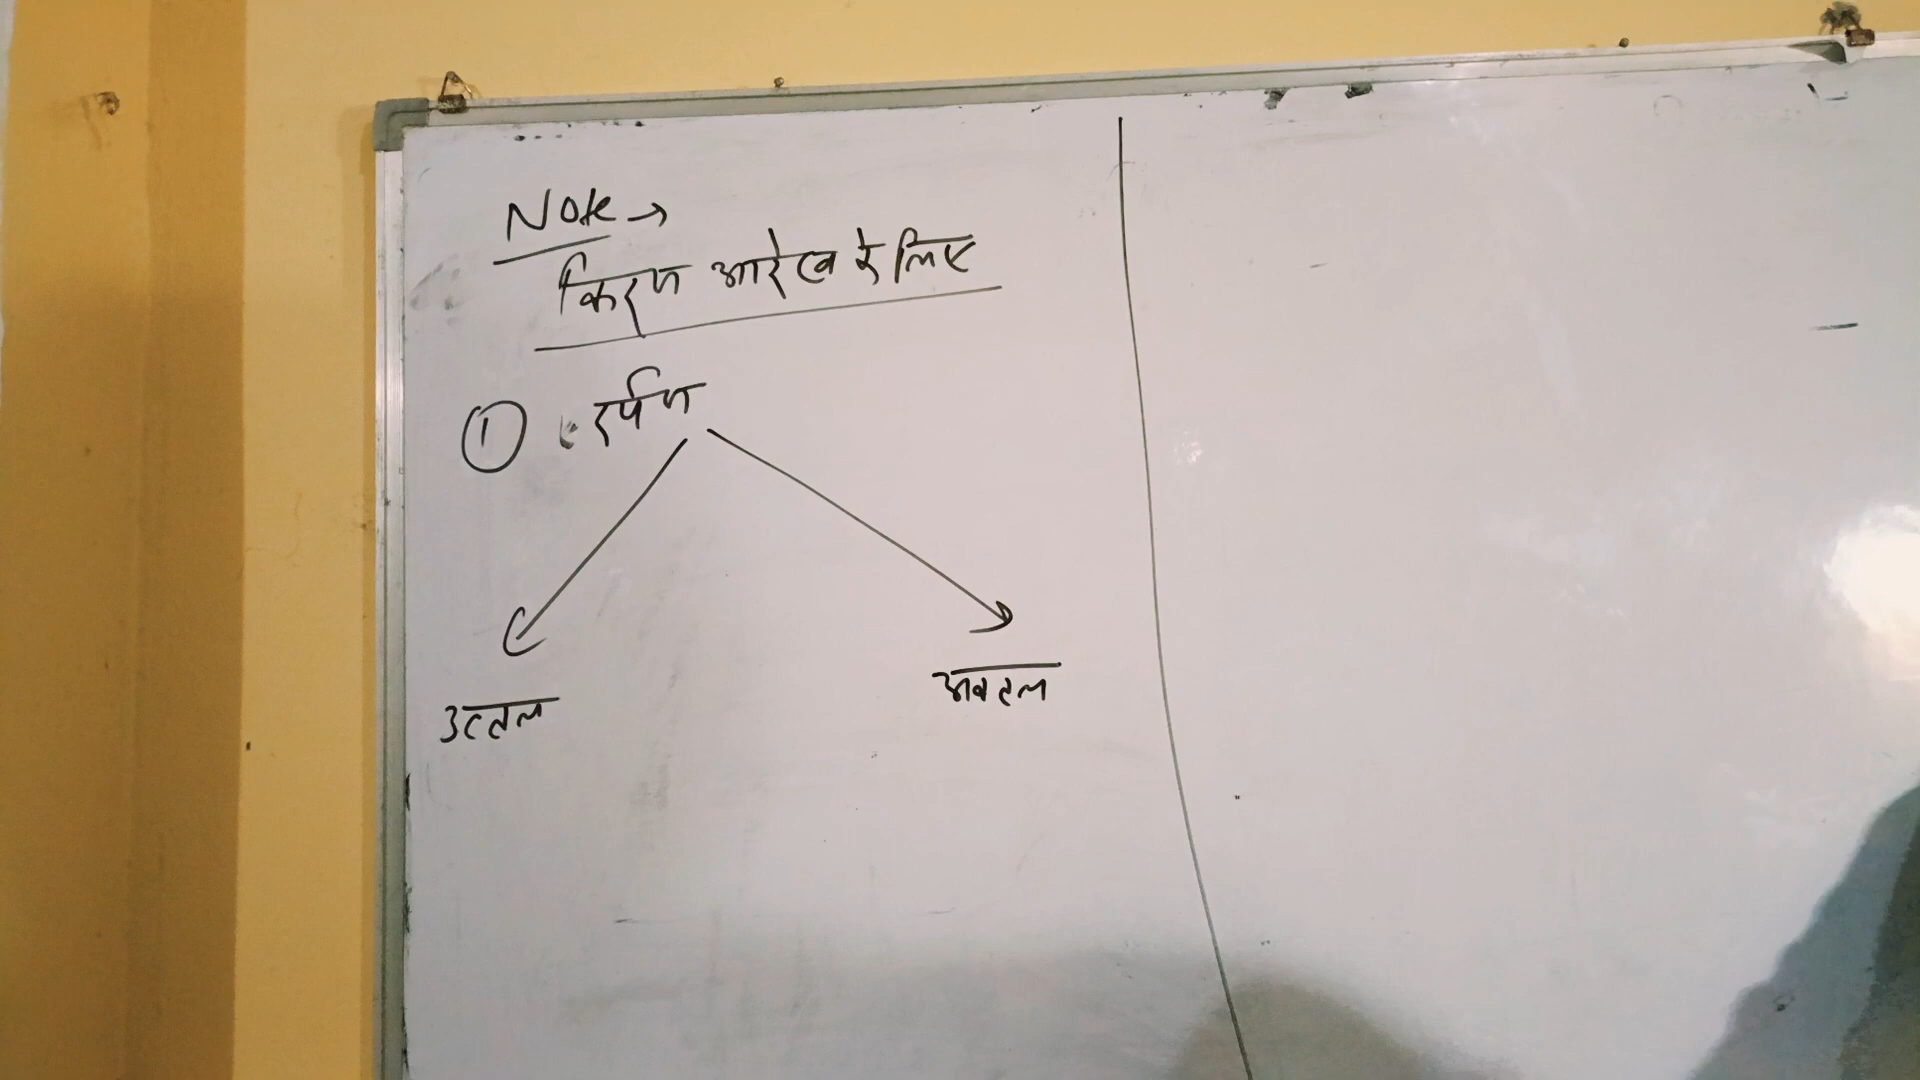 Note →
किरण आरेख के लिए
① दर्पण
उत्तल
अवतल